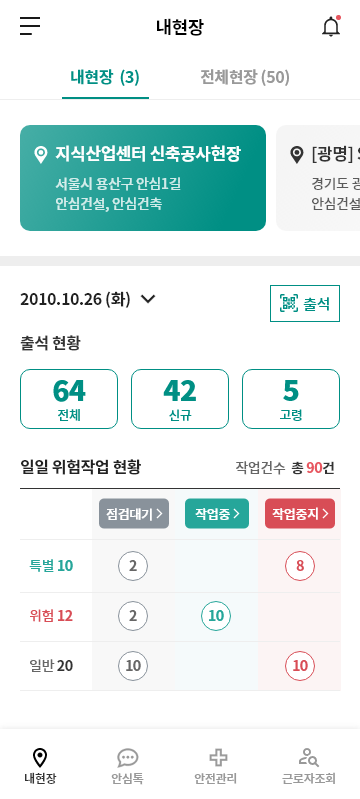 내현장
내현장 (3)
전체현장 (50)
지식산업센터 신축공사현장
서울시 용산구 안심1길
안심건설, 안심건축
[광명] S
경기도 광
안심건설
2010.10.26 (화)
출석
출석 현황
64
전체
42
신규
5
고령
일일 위험작업 현황
작업건수 총 90건
점검대기
작업중
작업중지
특별 10
2
8
위험 12
2
10
일반 20
10
10
내현장
안심톡
안전관리
근로자조회